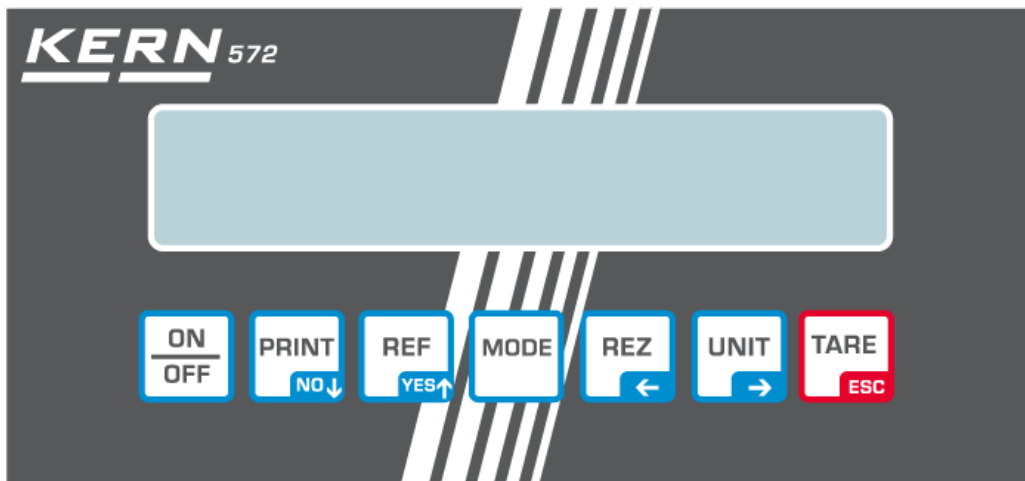 KERN 572
ON
OFF
PRINT
NO↓
REF
YES↑
MODE
REZ
←
UNIT
→
TARE
ESC